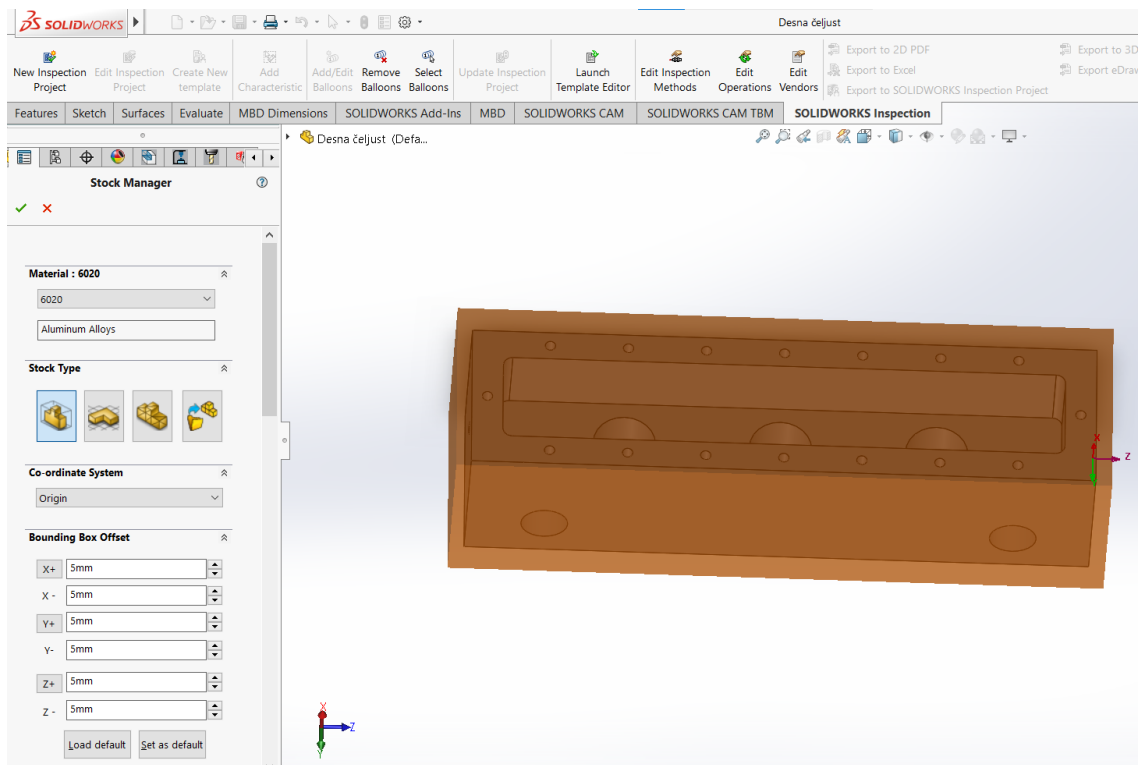 SOLIDWORKS
Desna čeljust
New Inspection Project
Edit Inspection Project
Create New template
Add Characteristic
Add/Edit Balloons
Remove Balloons
Select Balloons
Update Inspection Project
Launch Template Editor
Edit Inspection Methods
Edit Operations
Edit Vendors
Export to 2D PDF
Export to Excel
Export to SOLIDWORKS Inspection Project
Export to 3D
Export eDraw
Features Sketch Surfaces Evaluate MBD Dimensions SOLIDWORKS Add-Ins MBD SOLIDWORKS CAM SOLIDWORKS CAM TBM SOLIDWORKS Inspection
Desna čeljust (Defa...
Stock Manager
Material : 6020
6020
Aluminum Alloys
Stock Type
Co-ordinate System
Origin
Bounding Box Offset
X+ 5mm
X - 5mm
Y+ 5mm
Y- 5mm
Z+ 5mm
Z - 5mm
Load default Set as default
X
Z
X
Z
Y